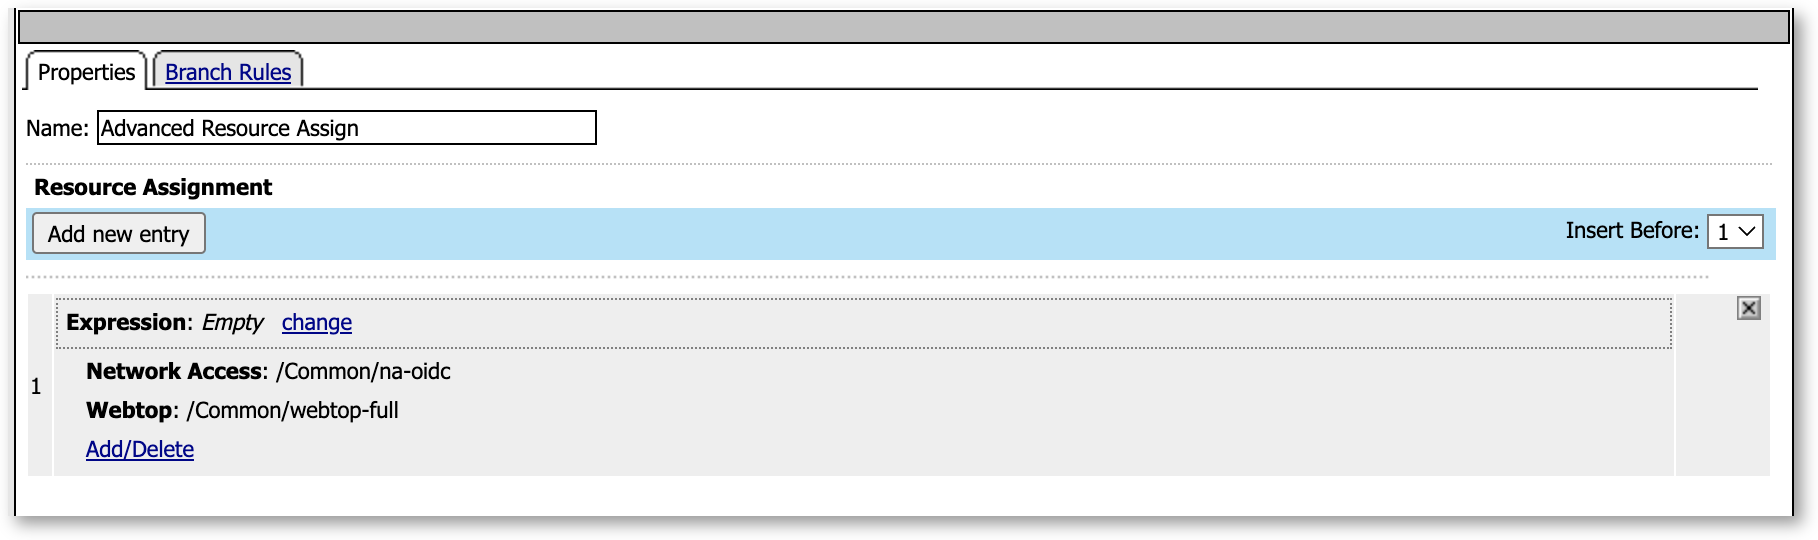 Properties Branch Rules
Name: Advanced Resource Assign
Resource Assignment
Add new entry Insert Before: 1
Expression: Empty change
1
Network Access: /Common/na-oidc
Webtop: /Common/webtop-full
Add/Delete